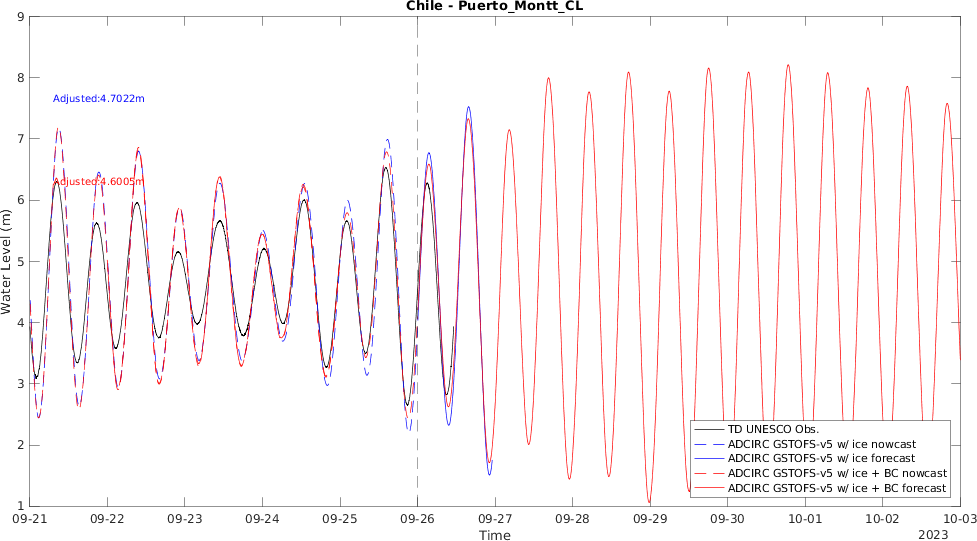 Chile - Puerto_Montt_CL
9
8
7
6
5
4
3
2
1
Water Level (m)
Adjusted:4.7022m
Adjusted:4.6005m
TD UNESCO Obs.
ADCIRC GSTOFS-v5 w/ ice nowcast
ADCIRC GSTOFS-v5 w/ ice forecast
ADCIRC GSTOFS-v5 w/ ice + BC nowcast
ADCIRC GSTOFS-v5 w/ ice + BC forecast
09-21 09-22 09-23 09-24 09-25 09-26 09-27 09-28 09-29 09-30 10-01 10-02 10-03
Time
2023